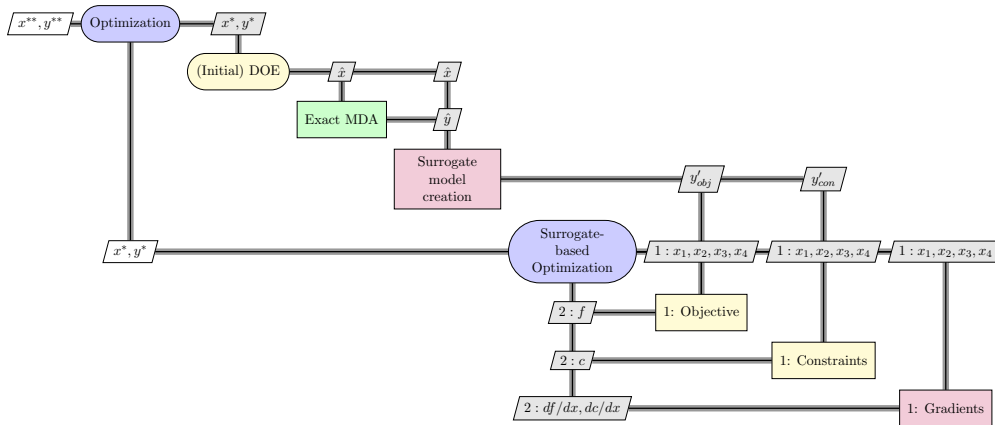 x**, y**
Optimization
x*, y*
(Initial) DOE
x̂
x̂
Exact MDA
ŷ
Surrogate
model
creation
y′obj
y′con
x*, y*
Surrogate-
based
Optimization
1 : x₁, x₂, x₃, x₄
1 : x₁, x₂, x₃, x₄
1 : x₁, x₂, x₃, x₄
2 : f
1: Objective
2 : c
1: Constraints
2 : df/dx, dc/dx
1: Gradients